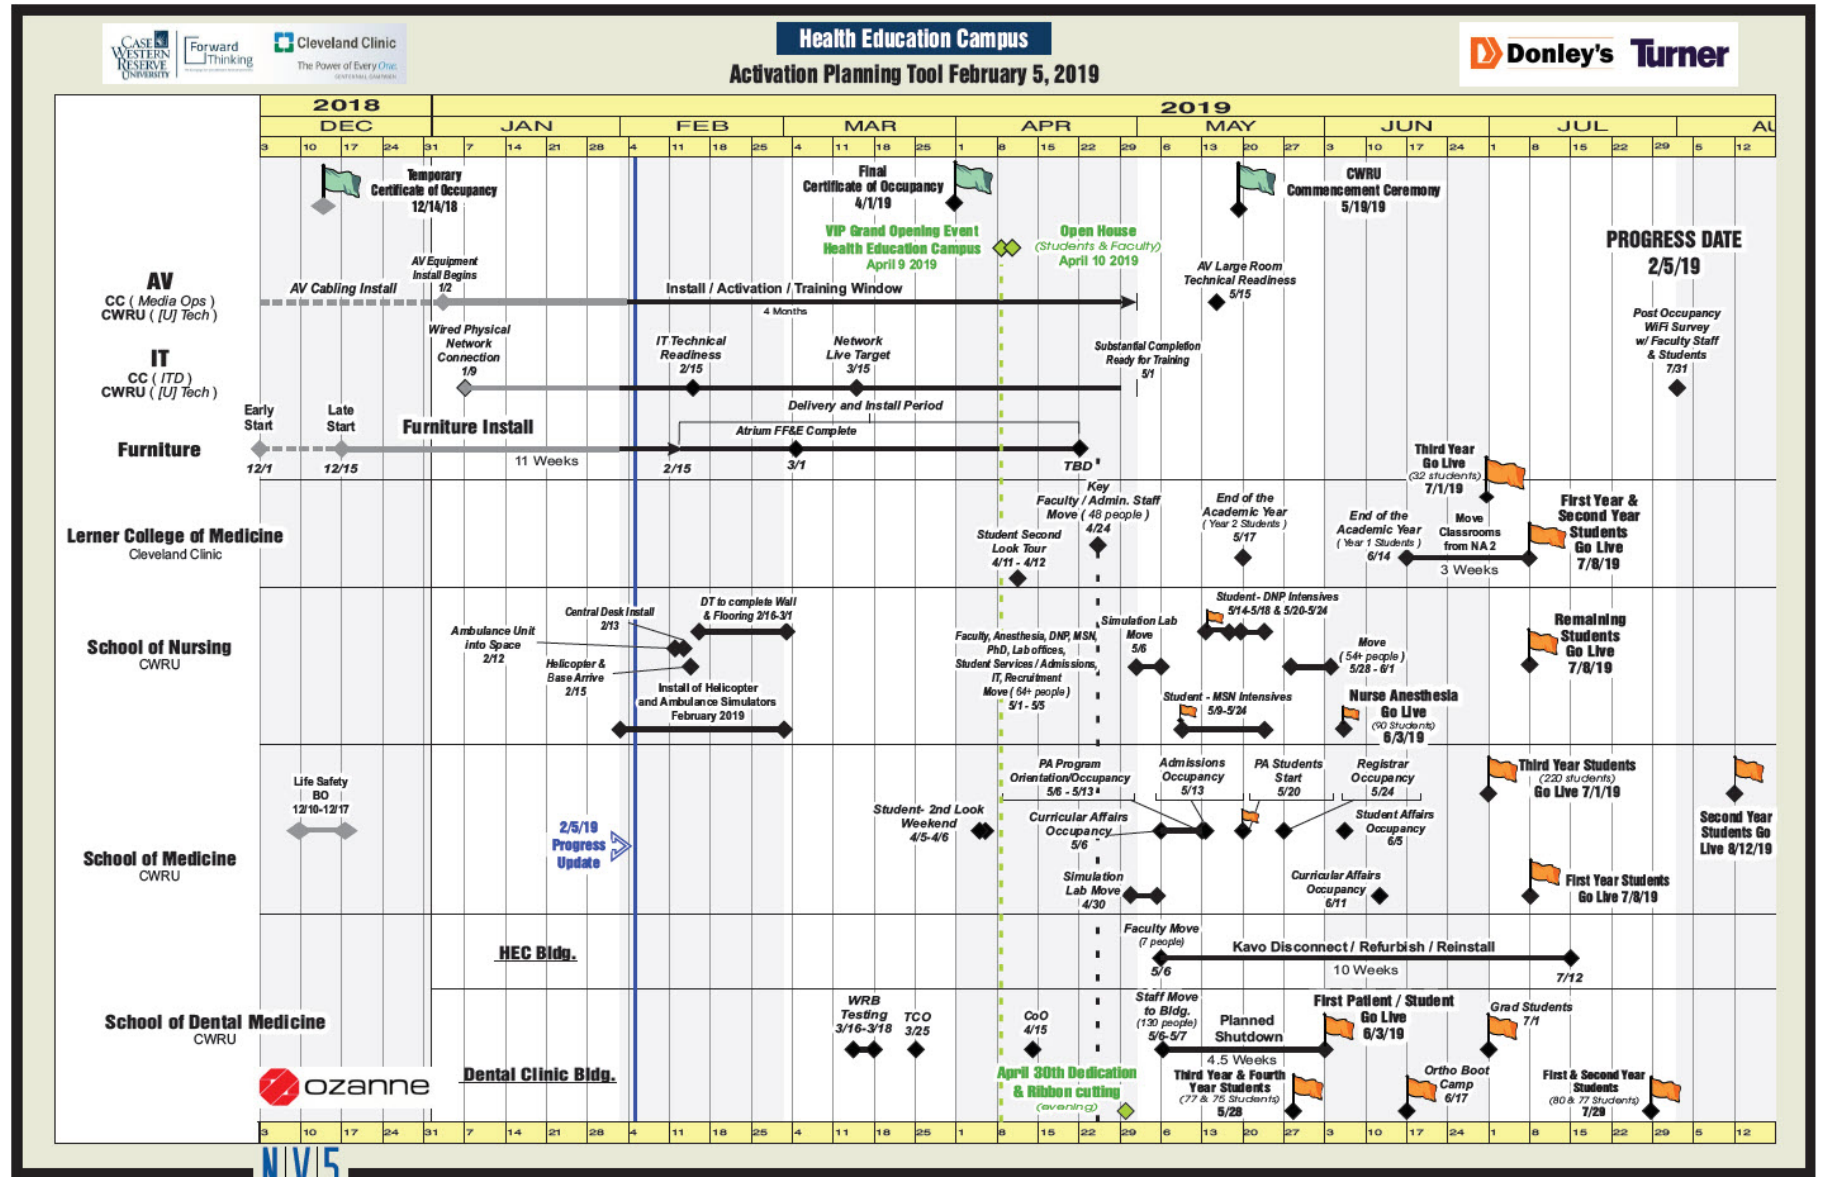 CASE
WESTERN
RESERVE
UNIVERSITY
Forward
Thinking
Cleveland Clinic
The Power of Every One.
Health Education Campus
Activation Planning Tool February 5, 2019
Donley's Turner
2018 2019
DEC JAN FEB MAR APR MAY JUN JUL AU
3 10 17 24 31 7 14 21 28 4 11 18 25 4 11 18 25 1 8 15 22 29 6 13 20 27 3 10 17 24 1 8 15 22 29 5 12
Temporary
Certificate of Occupancy
12/14/18
Final
Certificate of Occupancy
4/1/19
CWRU
Commencement Ceremony
5/19/19
VIP Grand Opening Event
Health Education Campus
April 9 2019
Open House
(Students & Faculty)
April 10 2019
PROGRESS DATE
2/5/19
AV
CC ( Media Ops )
CWRU ( [U] Tech )
AV Cabling Install
AV Equipment
Install Begins
1/2
Install / Activation / Training Window
4 Months
AV Large Room
Technical Readiness
5/15
IT
CC ( ITD )
CWRU ( [U] Tech )
Wired Physical
Network
Connection
1/9
IT Technical
Readiness
2/15
Network
Live Target
3/15
Substantial Completion
Ready for Training
5/1
Post Occupancy
WiFi Survey
w/ Faculty Staff
& Students
7/31
Furniture
Early
Start
12/1
Late
Start
12/15
Furniture Install
11 Weeks
2/15
Delivery and Install Period
Atrium FF&E Complete
3/1
TBD
Lerner College of Medicine
Cleveland Clinic
Student Second
Look Tour
4/11 - 4/12
Key
Faculty / Admin. Staff
Move ( 48 people )
4/24
End of the
Academic Year
( Year 2 Students )
5/17
End of the
Academic Year
( Year 1 Students )
6/14
Move
Classrooms
from NA 2
3 Weeks
Third Year
Go Live
(32 students)
7/1/19
First Year &
Second Year
Students
Go Live
7/8/19
School of Nursing
CWRU
Ambulance Unit
into Space
2/12
Central Desk Install
2/13
Helicopter &
Base Arrive
2/15
DT to complete Wall
& Flooring 2/16-3/1
Install of Helicopter
and Ambulance Simulators
February 2019
Faculty, Anesthesia, DNP, MSN,
PhD, Lab offices,
Student Services / Admissions,
IT, Recruitment
Move ( 64+ people )
5/1 - 5/5
Simulation Lab
Move
5/6
Student- DNP Intensives
5/14-5/18 & 5/20-5/24
Student - MSN Intensives
5/9-5/24
Move
( 54+ people )
5/28 - 6/1
Nurse Anesthesia
Go Live
(90 Students)
6/3/19
Remaining
Students
Go Live
7/8/19
School of Medicine
CWRU
Life Safety
BO
12/10-12/17
2/5/19
Progress
Update
Student- 2nd Look
Weekend
4/5-4/6
PA Program
Orientation/Occupancy
5/6 - 5/13
Admissions
Occupancy
5/13
PA Students
Start
5/20
Registrar
Occupancy
5/24
Curricular Affairs
Occupancy
5/6
Student Affairs
Occupancy
6/5
Simulation
Lab Move
4/30
Curricular Affairs
Occupancy
6/11
Third Year Students
(220 students)
Go Live 7/1/19
First Year Students
Go Live 7/8/19
Second Year
Students Go
Live 8/12/19
School of Dental Medicine
CWRU
HEC Bldg.
Faculty Move
(7 people)
5/6
Kavo Disconnect / Refurbish / Reinstall
10 Weeks
7/12
Dental Clinic Bldg.
WRB
Testing
3/16-3/18
TCO
3/25
CoO
4/15
April 30th Dedication
& Ribbon cutting
(evening)
Staff Move
to Bldg.
(130 people)
5/6-5/7
Planned
Shutdown
4.5 Weeks
First Patient / Student
Go Live
6/3/19
Third Year & Fourth
Year Students
(77 & 75 Students)
5/28
Ortho Boot
Camp
6/17
Grad Students
7/1
First & Second Year
Students
(80 & 77 Students)
7/29
ozanne
3 10 17 24 31 7 14 21 28 4 11 18 25 4 11 18 25 1 8 15 22 29 6 13 20 27 3 10 17 24 1 8 15 22 29 5 12
N|V|5